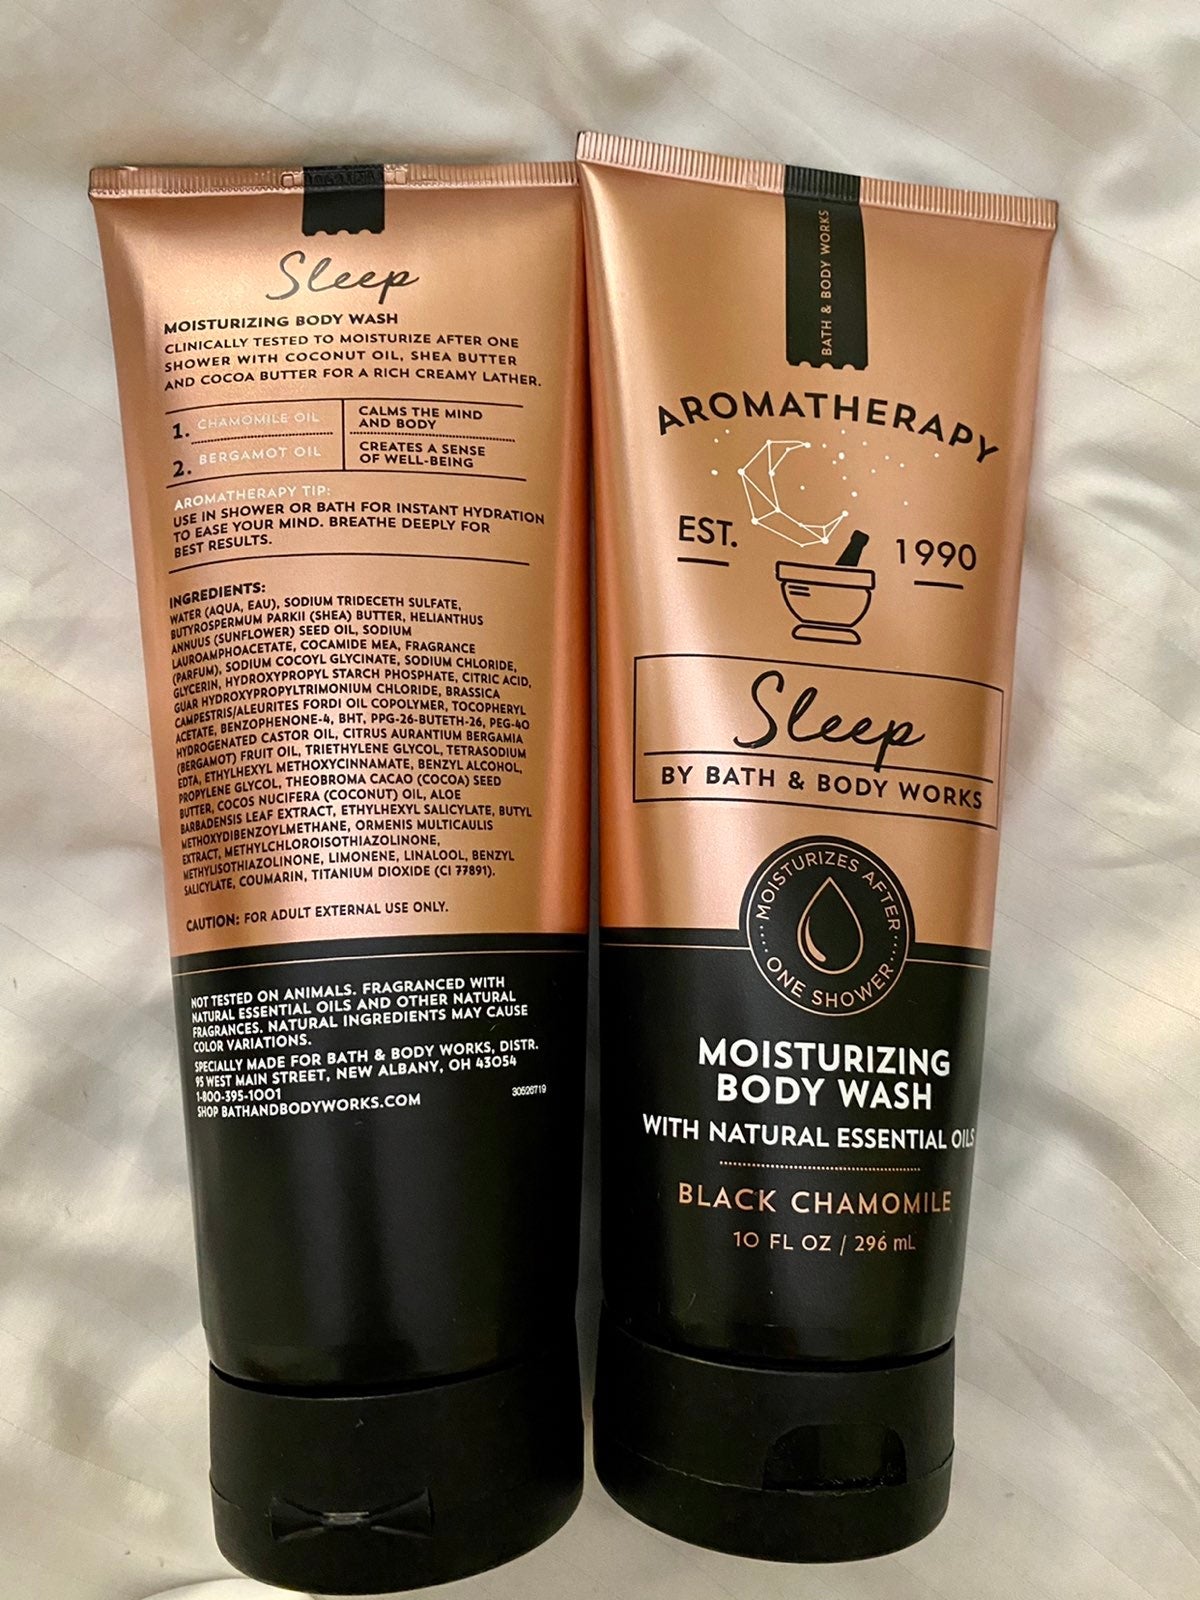 Sleep
MOISTURIZING BODY WASH
CLINICALLY TESTED TO MOISTURIZE AFTER ONE
SHOWER WITH COCONUT OIL, SHEA BUTTER
AND COCOA BUTTER FOR A RICH CREAMY LATHER.
1. CHAMOMILE OIL
CALMS THE MIND
AND BODY
2. BERGAMOT OIL
CREATES A SENSE
OF WELL-BEING
AROMATHERAPY TIP:
USE IN SHOWER OR BATH FOR INSTANT HYDRATION
TO EASE YOUR MIND. BREATHE DEEPLY FOR
BEST RESULTS.
INGREDIENTS:
WATER (AQUA, EAU), SODIUM TRIDECETH SULFATE,
BUTYROSPERMUM PARKII (SHEA) BUTTER, HELIANTHUS
ANNUUS (SUNFLOWER) SEED OIL, SODIUM
LAUROAMPHOACETATE, COCAMIDE MEA, FRAGRANCE
(PARFUM), SODIUM COCOYL GLYCINATE, SODIUM CHLORIDE,
GLYCERIN, HYDROXYPROPYL STARCH PHOSPHATE, CITRIC ACID,
GUAR HYDROXYPROPYLTRIMONIUM CHLORIDE, BRASSICA
CAMPESTRIS/ALEURITES FORDI OIL COPOLYMER, TOCOPHERYL
ACETATE, BENZOPHENONE-4, BHT, PPG-26-BUTETH-26, PEG-40
HYDROGENATED CASTOR OIL, CITRUS AURANTIUM BERGAMIA
(BERGAMOT) FRUIT OIL, TRIETHYLENE GLYCOL, TETRASODIUM
EDTA, ETHYLHEXYL METHOXYCINNAMATE, BENZYL ALCOHOL,
PROPYLENE GLYCOL, THEOBROMA CACAO (COCOA) SEED
BUTTER, COCOS NUCIFERA (COCONUT) OIL, ALOE
BARBADENSIS LEAF EXTRACT, ETHYLHEXYL SALICYLATE, BUTYL
METHOXYDIBENZOYLMETHANE, ORMENIS MULTICAULIS
EXTRACT, METHYLCHLOROISOTHIAZOLINONE,
METHYLISOTHIAZOLINONE, LIMONENE, LINALOOL, BENZYL
SALICYLATE, COUMARIN, TITANIUM DIOXIDE (CI 77891).
CAUTION: FOR ADULT EXTERNAL USE ONLY.
NOT TESTED ON ANIMALS. FRAGRANCED WITH
NATURAL ESSENTIAL OILS AND OTHER NATURAL
FRAGRANCES. NATURAL INGREDIENTS MAY CAUSE
COLOR VARIATIONS.
SPECIALLY MADE FOR BATH & BODY WORKS, DISTR.
95 WEST MAIN STREET, NEW ALBANY, OH 43054
1-800-395-1001
SHOP BATHANDBODYWORKS.COM
30526719
BATH & BODY WORKS
AROMATHERAPY
EST. 1990
Sleep
BY BATH & BODY WORKS
MOISTURIZES AFTER
ONE SHOWER
MOISTURIZING
BODY WASH
WITH NATURAL ESSENTIAL OILS
BLACK CHAMOMILE
10 FL OZ / 296 mL